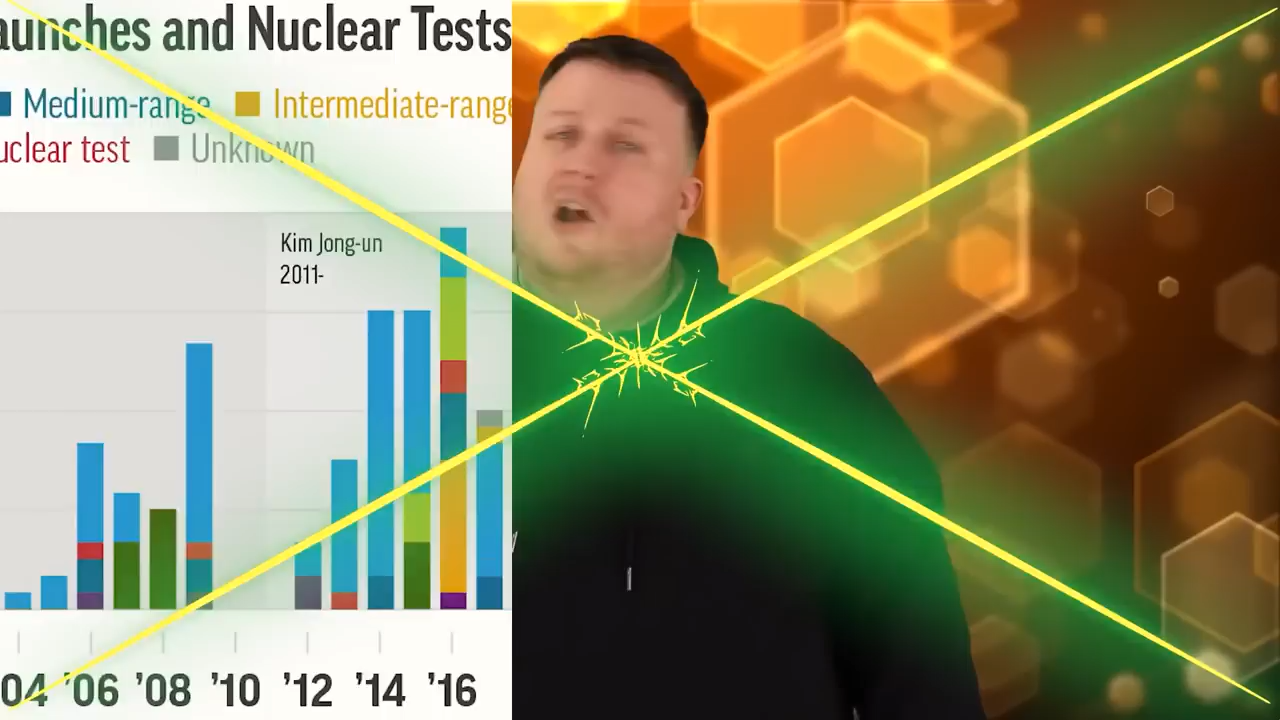 aunches and Nuclear Tests
Medium-range Intermediate-range
uclear test Unknown
Kim Jong-un
2011-
04 '06 '08 '10 '12 '14 '16